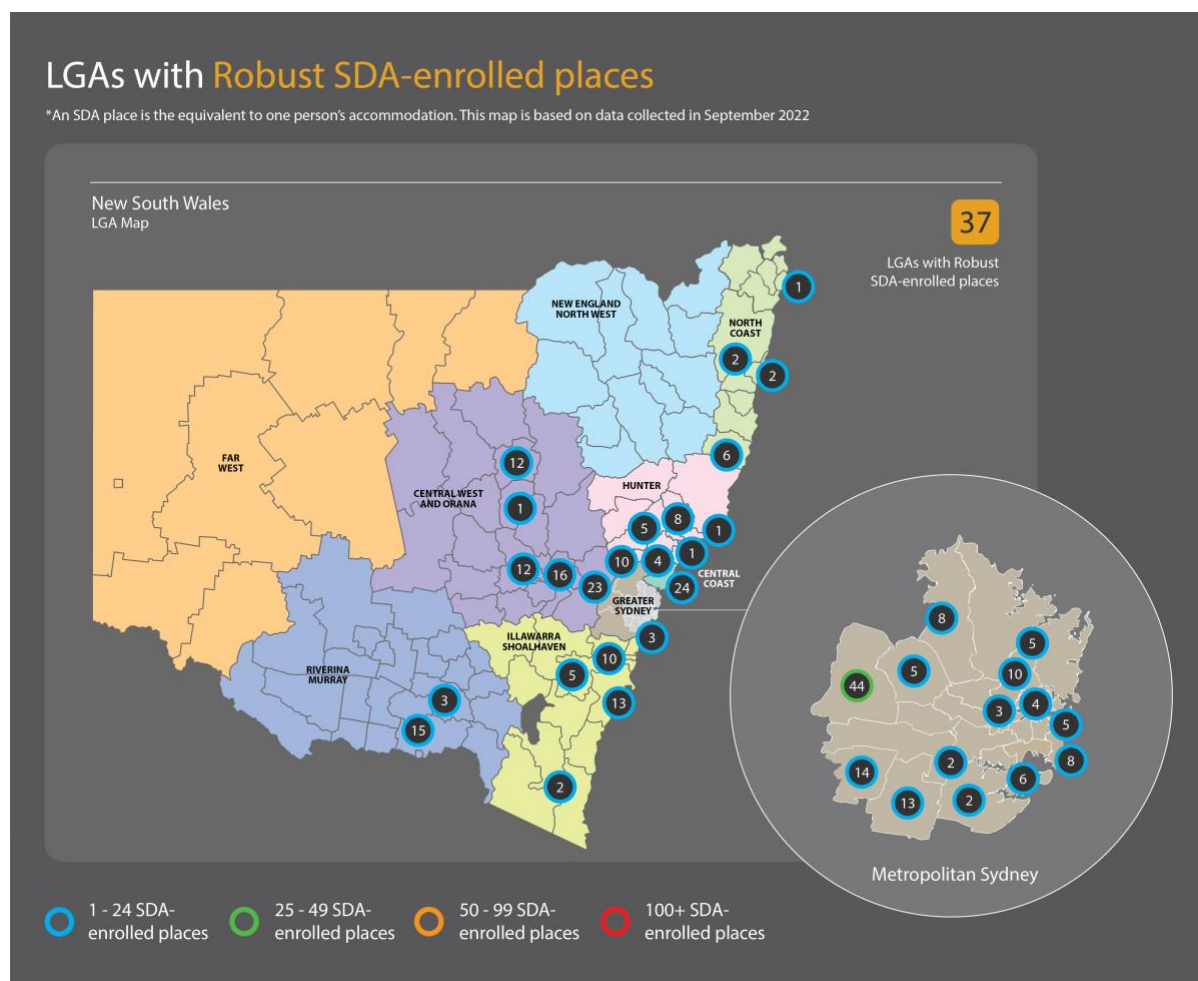 LGAs with Robust SDA-enrolled places
*An SDA place is the equivalent to one person's accommodation. This map is based on data collected in September 2022
New South Wales
LGA Map
37
LGAs with Robust
SDA-enrolled places
NEW ENGLAND
NORTH WEST
NORTH
COAST
1
2
2
FAR
WEST
12
6
CENTRAL WEST
AND ORANA
HUNTER
1
5
8
1
12
16
23
10
4
1
CENTRAL
COAST
24
GREATER
SYDNEY
3
ILLAWARRA
SHOALHAVEN
10
5
13
RIVERINA
MURRAY
3
15
2
8
5
5
10
44
3
4
5
2
8
14
6
13
2
Metropolitan Sydney
1 - 24 SDA-
enrolled places
25 - 49 SDA-
enrolled places
50 - 99 SDA-
enrolled places
100+ SDA-
enrolled places